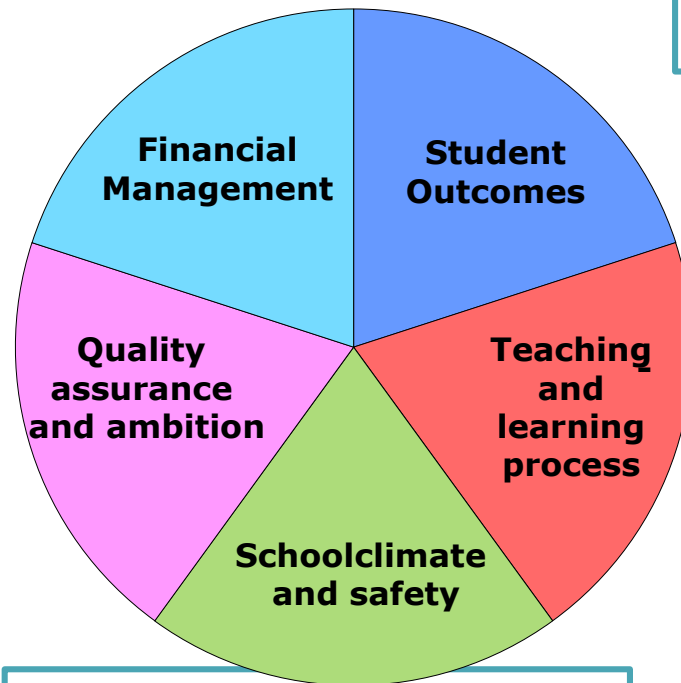 Financial
Management
Student
Outcomes
Quality
assurance
and ambition
Teaching
and
learning
process
Schoolclimate
and safety